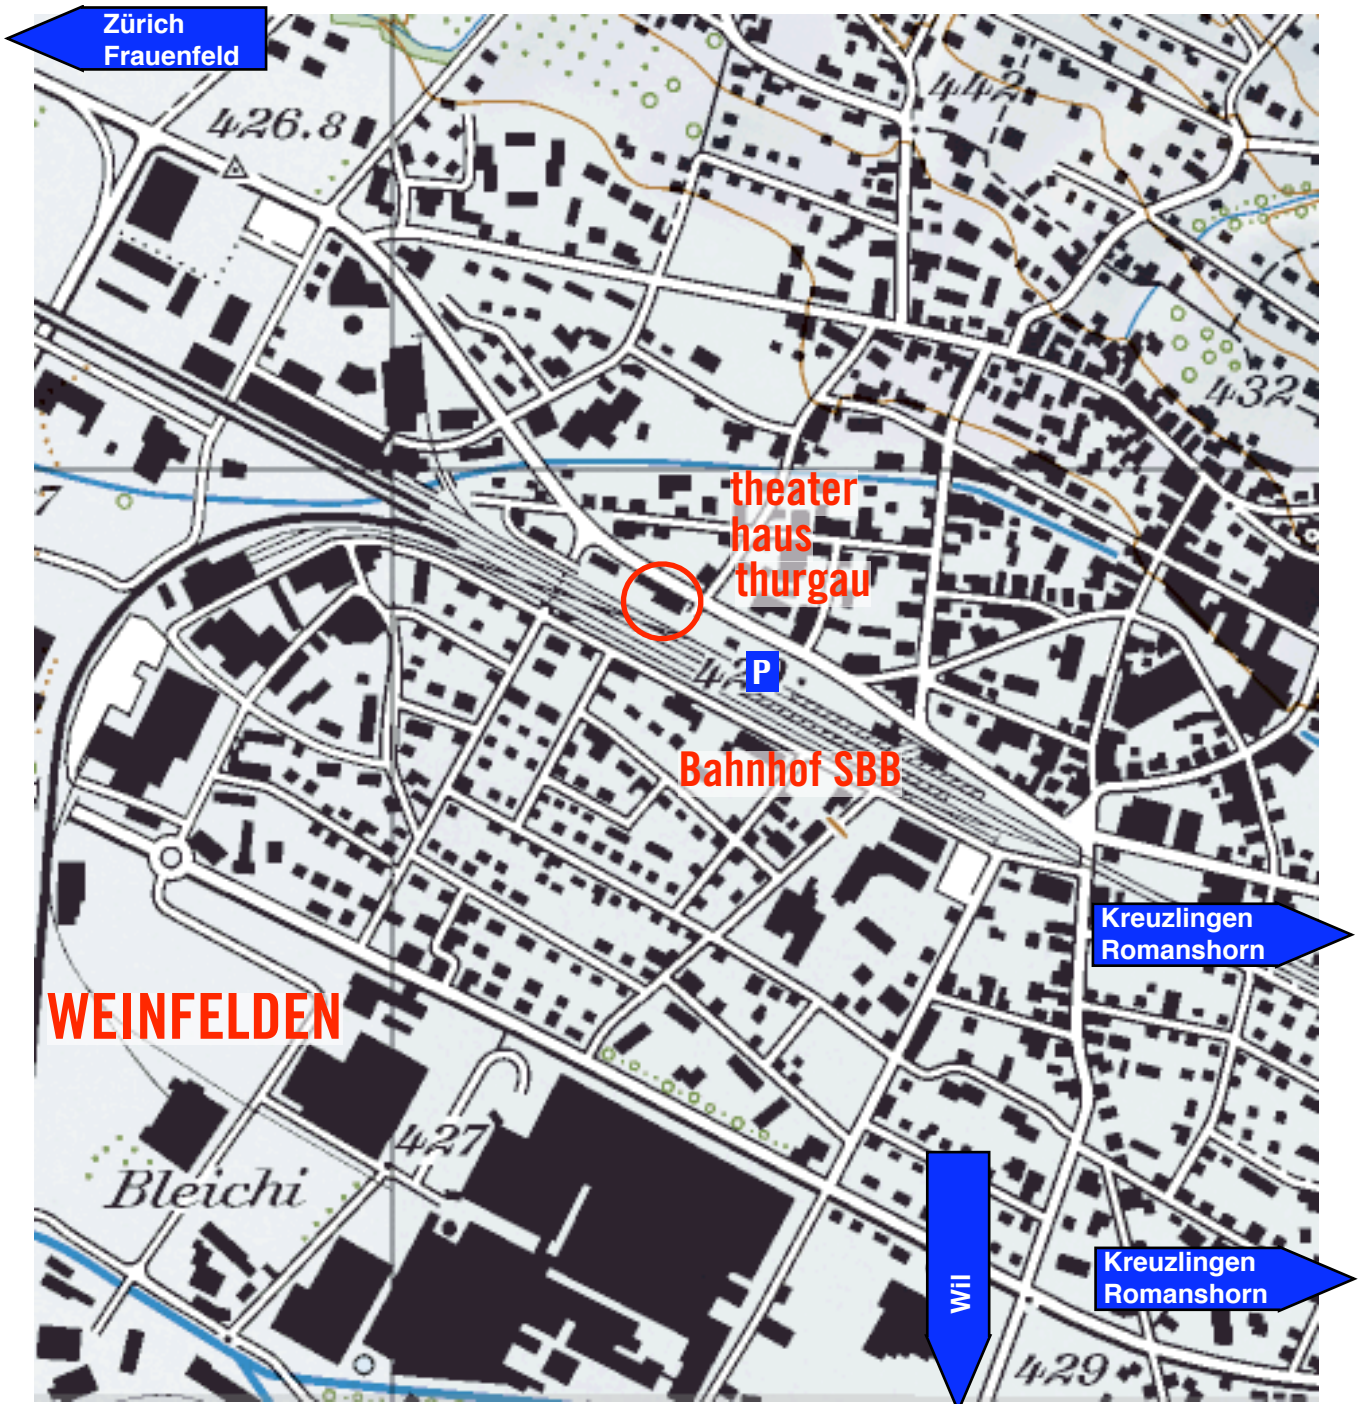 Zürich
Frauenfeld
442
426.8
432
7
theater
haus
thurgau
P
Bahnhof SBB
Kreuzlingen
Romanshorn
WEINFELDEN
427
Bleichi
Wil
Kreuzlingen
Romanshorn
429